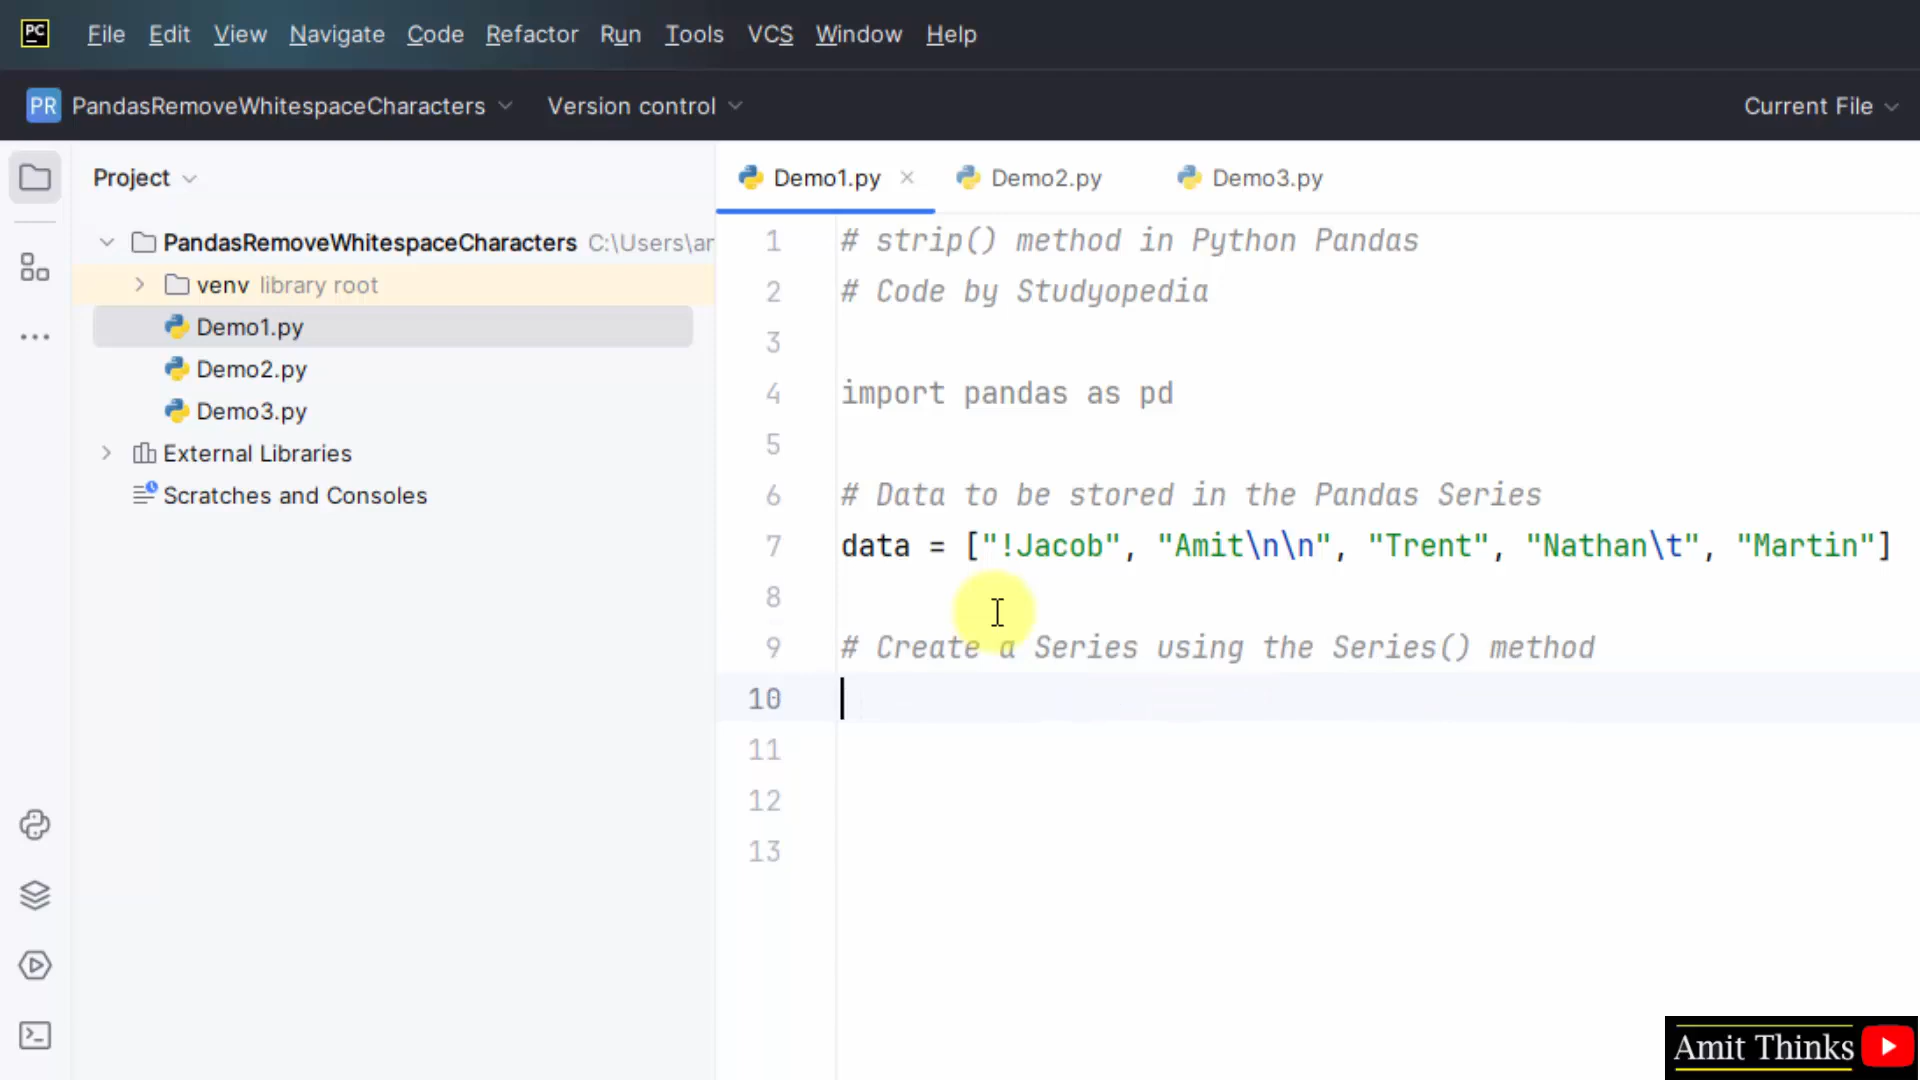 PC File Edit View Navigate Code Refactor Run Tools VCS Window Help
PR PandasRemoveWhitespaceCharacters Version control Current File
Project
Demo1.py Demo2.py Demo3.py
PandasRemoveWhitespaceCharacters C:\Users\ar
venv library root
Demo1.py
Demo2.py
Demo3.py
External Libraries
Scratches and Consoles
1 # strip() method in Python Pandas
2 # Code by Studyopedia
3
4 import pandas as pd
5
6 # Data to be stored in the Pandas Series
7 data = ["!Jacob", "Amit\n\n", "Trent", "Nathan\t", "Martin"]
8
9 # Create a Series using the Series() method
10
11
12
13
Amit Thinks